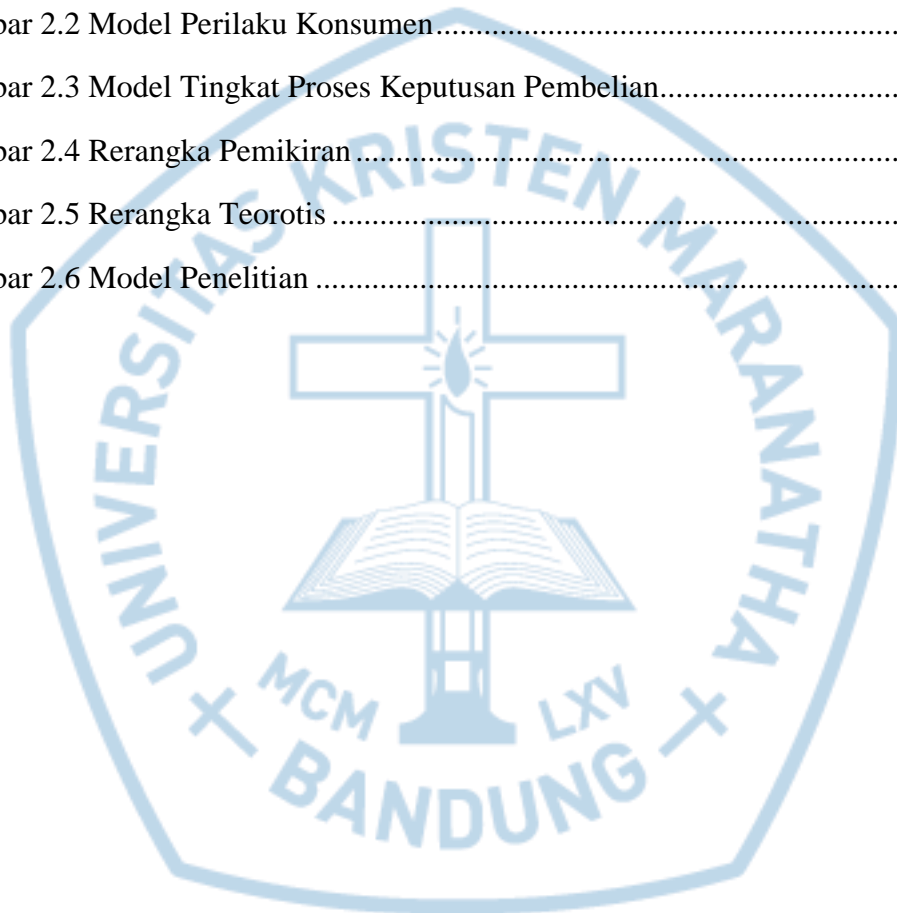 bar 2.2 Model Perilaku Konsumen....................................................................
bar 2.3 Model Tingkat Proses Keputusan Pembelian..............................
bar 2.4 Rerangka Pemikiran..............................................................................
bar 2.5 Rerangka Teorotis.................................................................................
bar 2.6 Model Penelitian...................................................................................
UNIVERSITAS KRISTEN MARANATHA
MCM LXV
BANDUNG